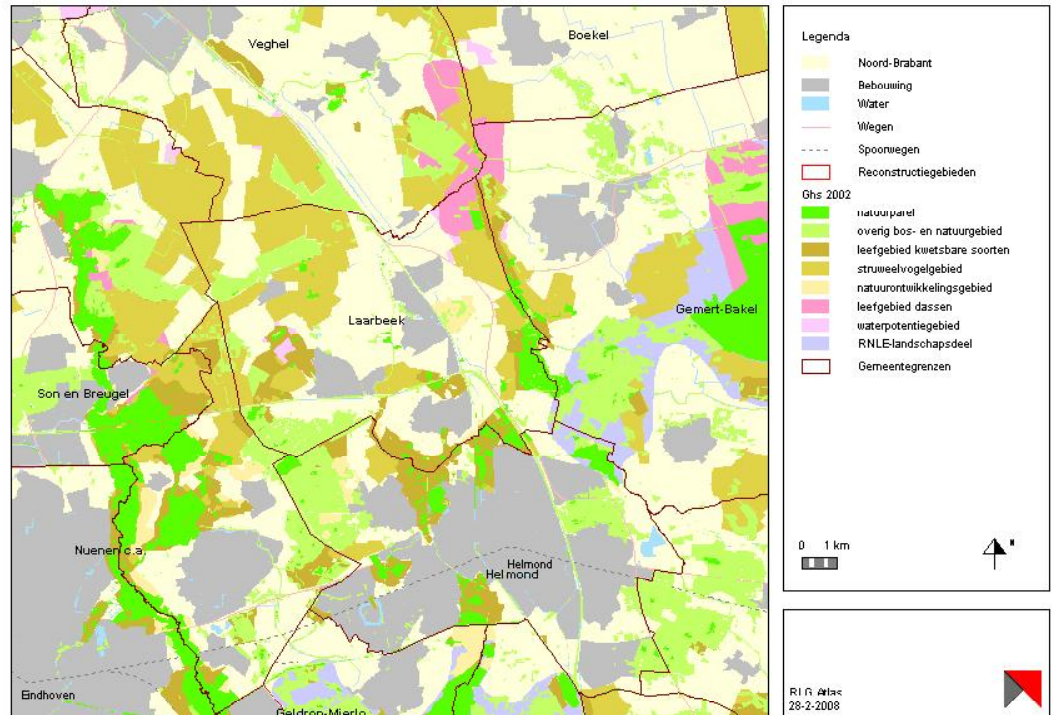 Veghel
Boekel
Laarbeek
Gemert-Bakel
Son en Breugel
Nuenen c.a.
Helmond
Helmond
Eindhoven
Geldrop-Mierlo
Legenda
Noord-Brabant
Bebouwing
Water
Wegen
Spoorwegen
Reconstructiegebieden
Ghs 2002
natuurparel
overig bos- en natuurgebied
leefgebied kwetsbare soorten
struweelvogelgebied
natuurontwikkelingsgebied
leefgebied dassen
waterpotentiegebied
RNLE-landschapsdeel
Gemeentegrenzen
0 1 km
N
RLG Atlas
28-2-2008